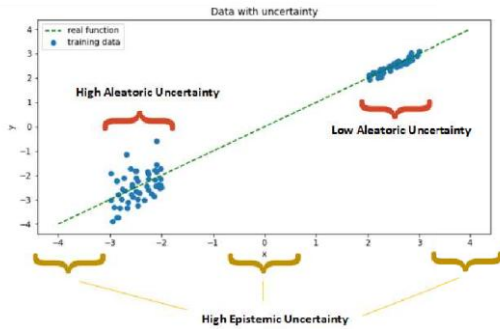 Data with uncertainty
real function
training data
High Aleatoric Uncertainty
Low Aleatoric Uncertainty
y
4
3
2
1
0
−1
−2
−3
−4
−4 −3 −2 −1 0 1 2 3 4
x
High Epistemic Uncertainty